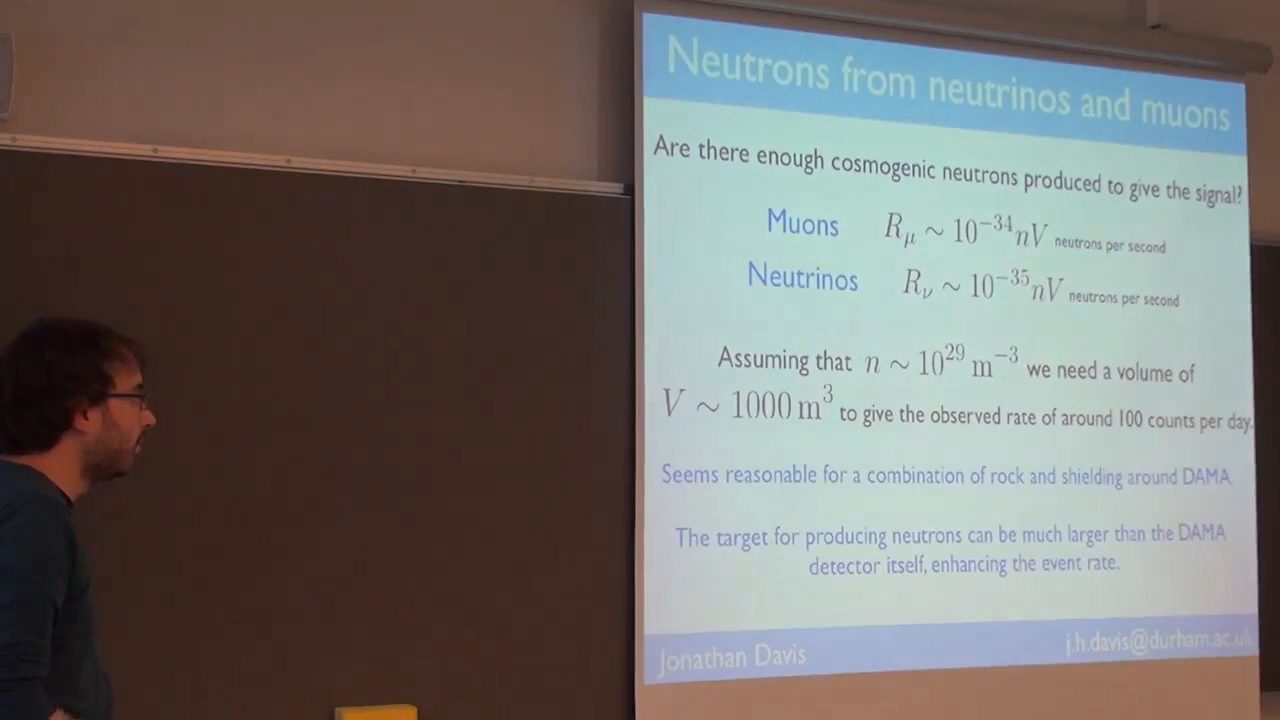 Neutrons from neutrinos and muons
Are there enough cosmogenic neutrons produced to give the signal?
Muons R_μ ∼ 10^{−34} nV neutrons per second
Neutrinos R_ν ∼ 10^{−35} nV neutrons per second
Assuming that n ∼ 10^{29} m^{−3} we need a volume of
V ∼ 1000 m^3 to give the observed rate of around 100 counts per day.
Seems reasonable for a combination of rock and shielding around DAMA.
The target for producing neutrons can be much larger than the DAMA
detector itself, enhancing the event rate.
Jonathan Davis j.h.davis@durham.ac.uk